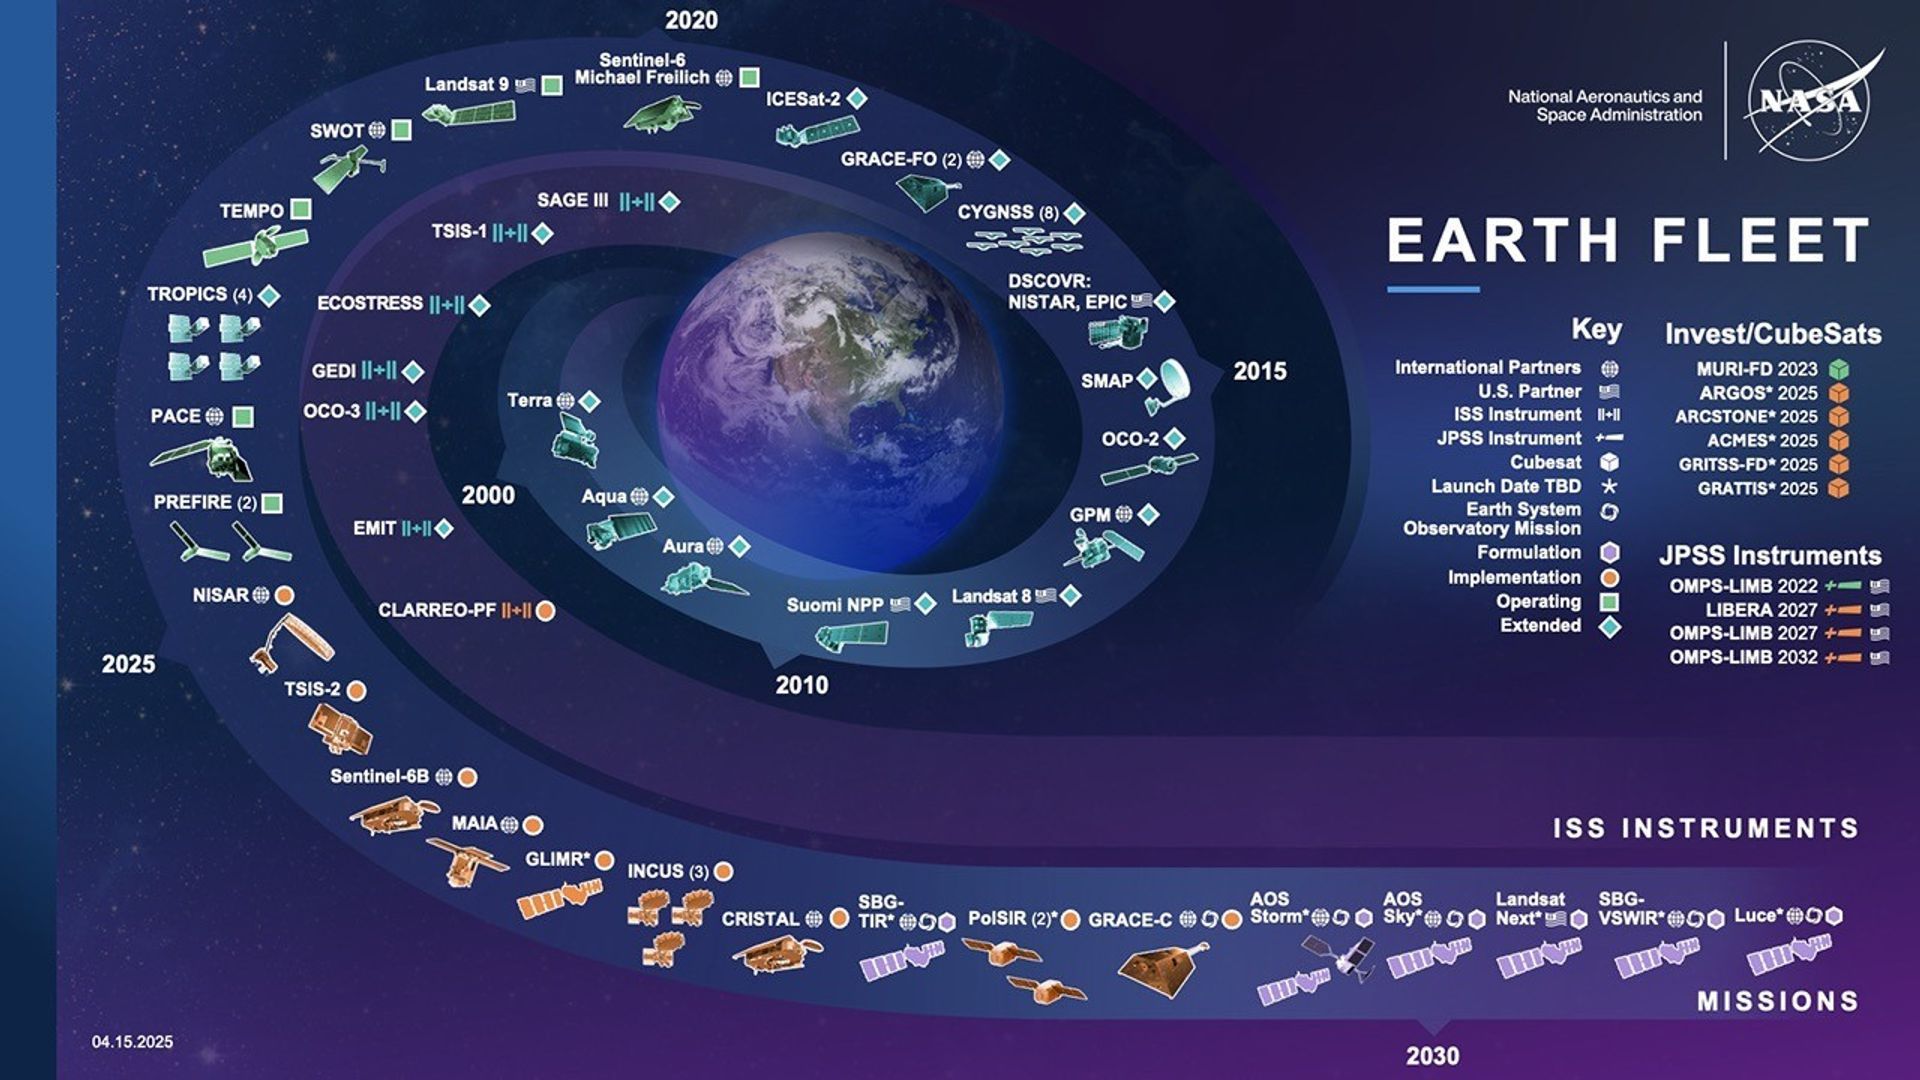 2020
Sentinel-6
Michael Freilich
Landsat 9
ICESat-2
SWOT
GRACE-FO (2)
TEMPO
SAGE III
CYGNSS (8)
TSIS-1
DSCOVR:
NISTAR, EPIC
TROPICS (4)
ECOSTRESS
2015
GEDI
SMAP
OCO-3
Terra
PACE
OCO-2
2000
Aqua
PREFIRE (2)
GPM
EMIT
Aura
NISAR
Landsat 8
Suomi NPP
CLARREO-PF
2025
2010
TSIS-2
Sentinel-6B
MAIA
GLIMR*
INCUS (3)
CRISTAL
SBG-
TIR*
PolSIR (2)*
GRACE-C
AOS
Storm*
AOS
Sky*
Landsat
Next*
SBG-
VSWIR*
Luce*
ISS INSTRUMENTS
MISSIONS
2030
04.15.2025
National Aeronautics and
Space Administration
NASA
EARTH FLEET
Key
International Partners
U.S. Partner
ISS Instrument
JPSS Instrument
Cubesat
Launch Date TBD
Earth System
Observatory Mission
Formulation
Implementation
Operating
Extended
Invest/CubeSats
MURI-FD 2023
ARGOS* 2025
ARCSTONE* 2025
ACMES* 2025
GRITSS-FD* 2025
GRATTIS* 2025
JPSS Instruments
OMPS-LIMB 2022
LIBERA 2027
OMPS-LIMB 2027
OMPS-LIMB 2032